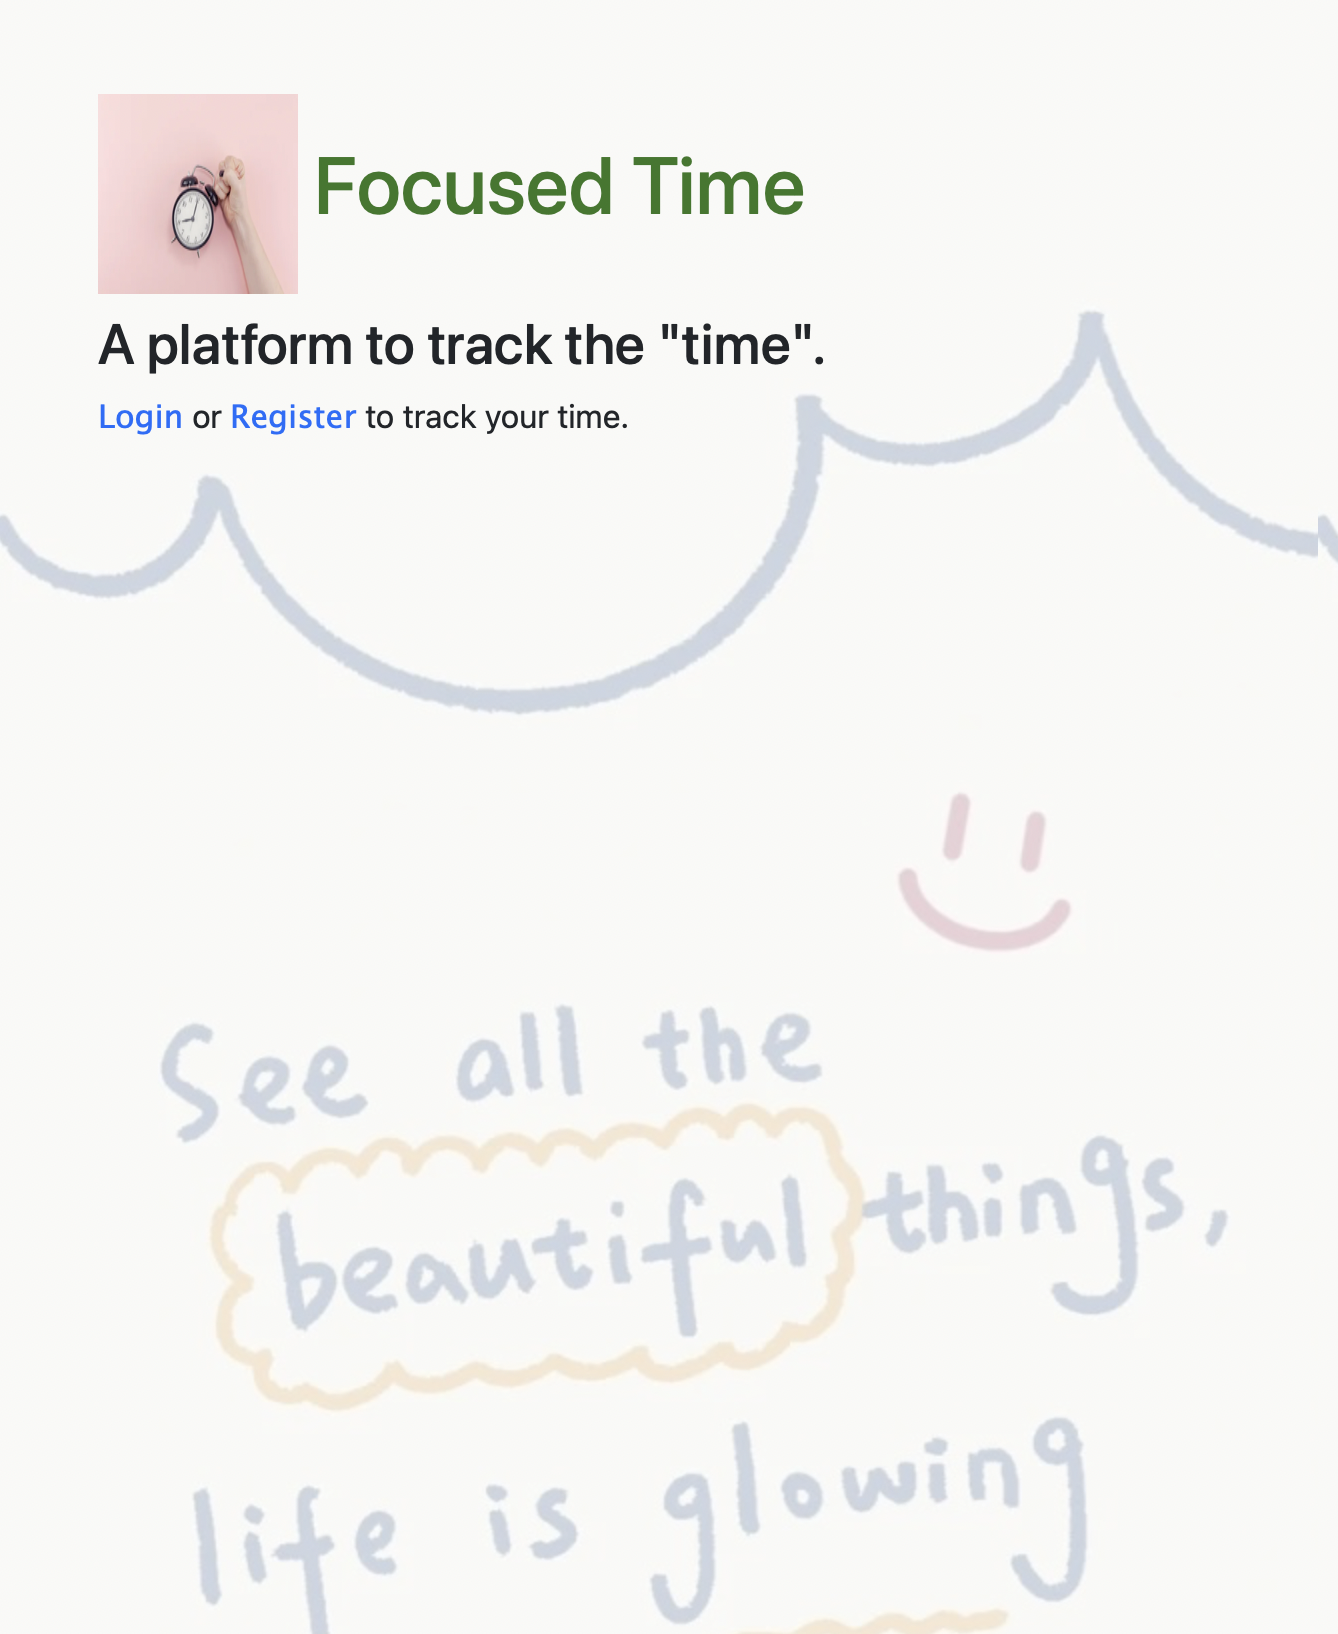 Focused Time
A platform to track the "time".
Login or Register to track your time.
See all the
beautiful things,
life is glowing